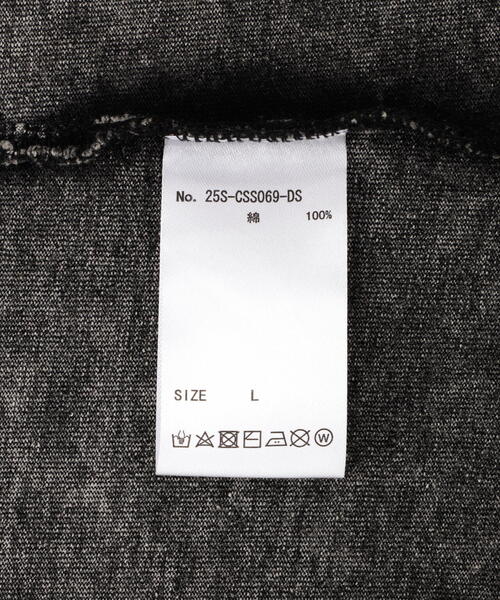 No. 25S-CSS069-DS
綿 100%
SIZE L
W